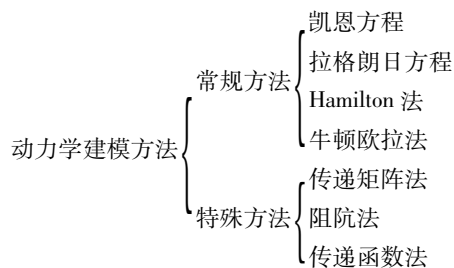 凯恩方程
拉格朗日方程
常规方法
Hamilton 法
牛顿欧拉法
动力学建模方法
传递矩阵法
特殊方法
阻抗法
传递函数法